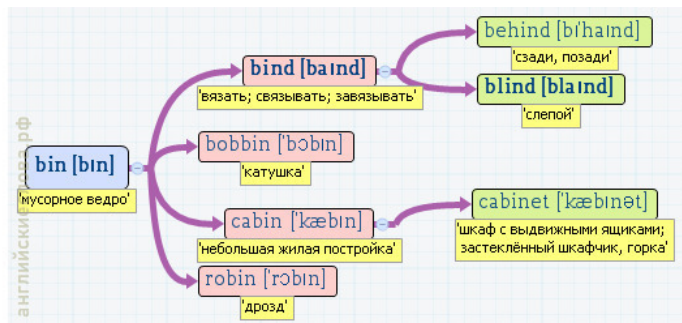 behind [bɪ'haɪnd]
'сзади, позади'
bind [baɪnd]
'вязать; связывать; завязывать'
blind [blaɪnd]
'слепой'
bobbin ['bɔbɪn]
'катушка'
bin [bɪn]
'мусорное ведро'
cabin ['kæbɪn]
'небольшая жилая постройка'
cabinet ['kæbɪnət]
'шкаф с выдвижными ящиками;
застеклённый шкафчик, горка'
robin ['rɔbɪn]
'дрозд'
английские слова.рф